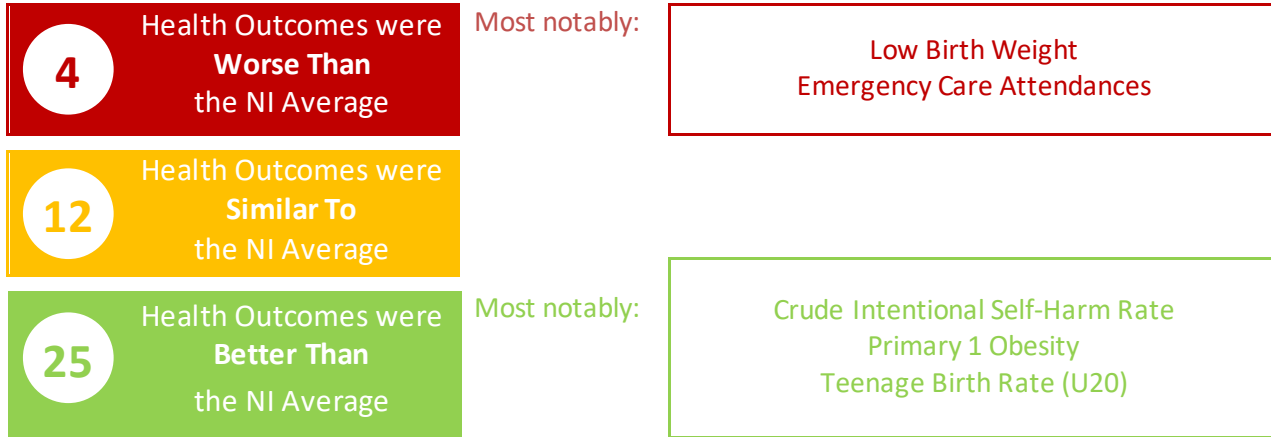 4
Health Outcomes were
Worse Than
the NI Average
Most notably:
Low Birth Weight
Emergency Care Attendances
12
Health Outcomes were
Similar To
the NI Average
25
Health Outcomes were
Better Than
the NI Average
Most notably:
Crude Intentional Self-Harm Rate
Primary 1 Obesity
Teenage Birth Rate (U20)